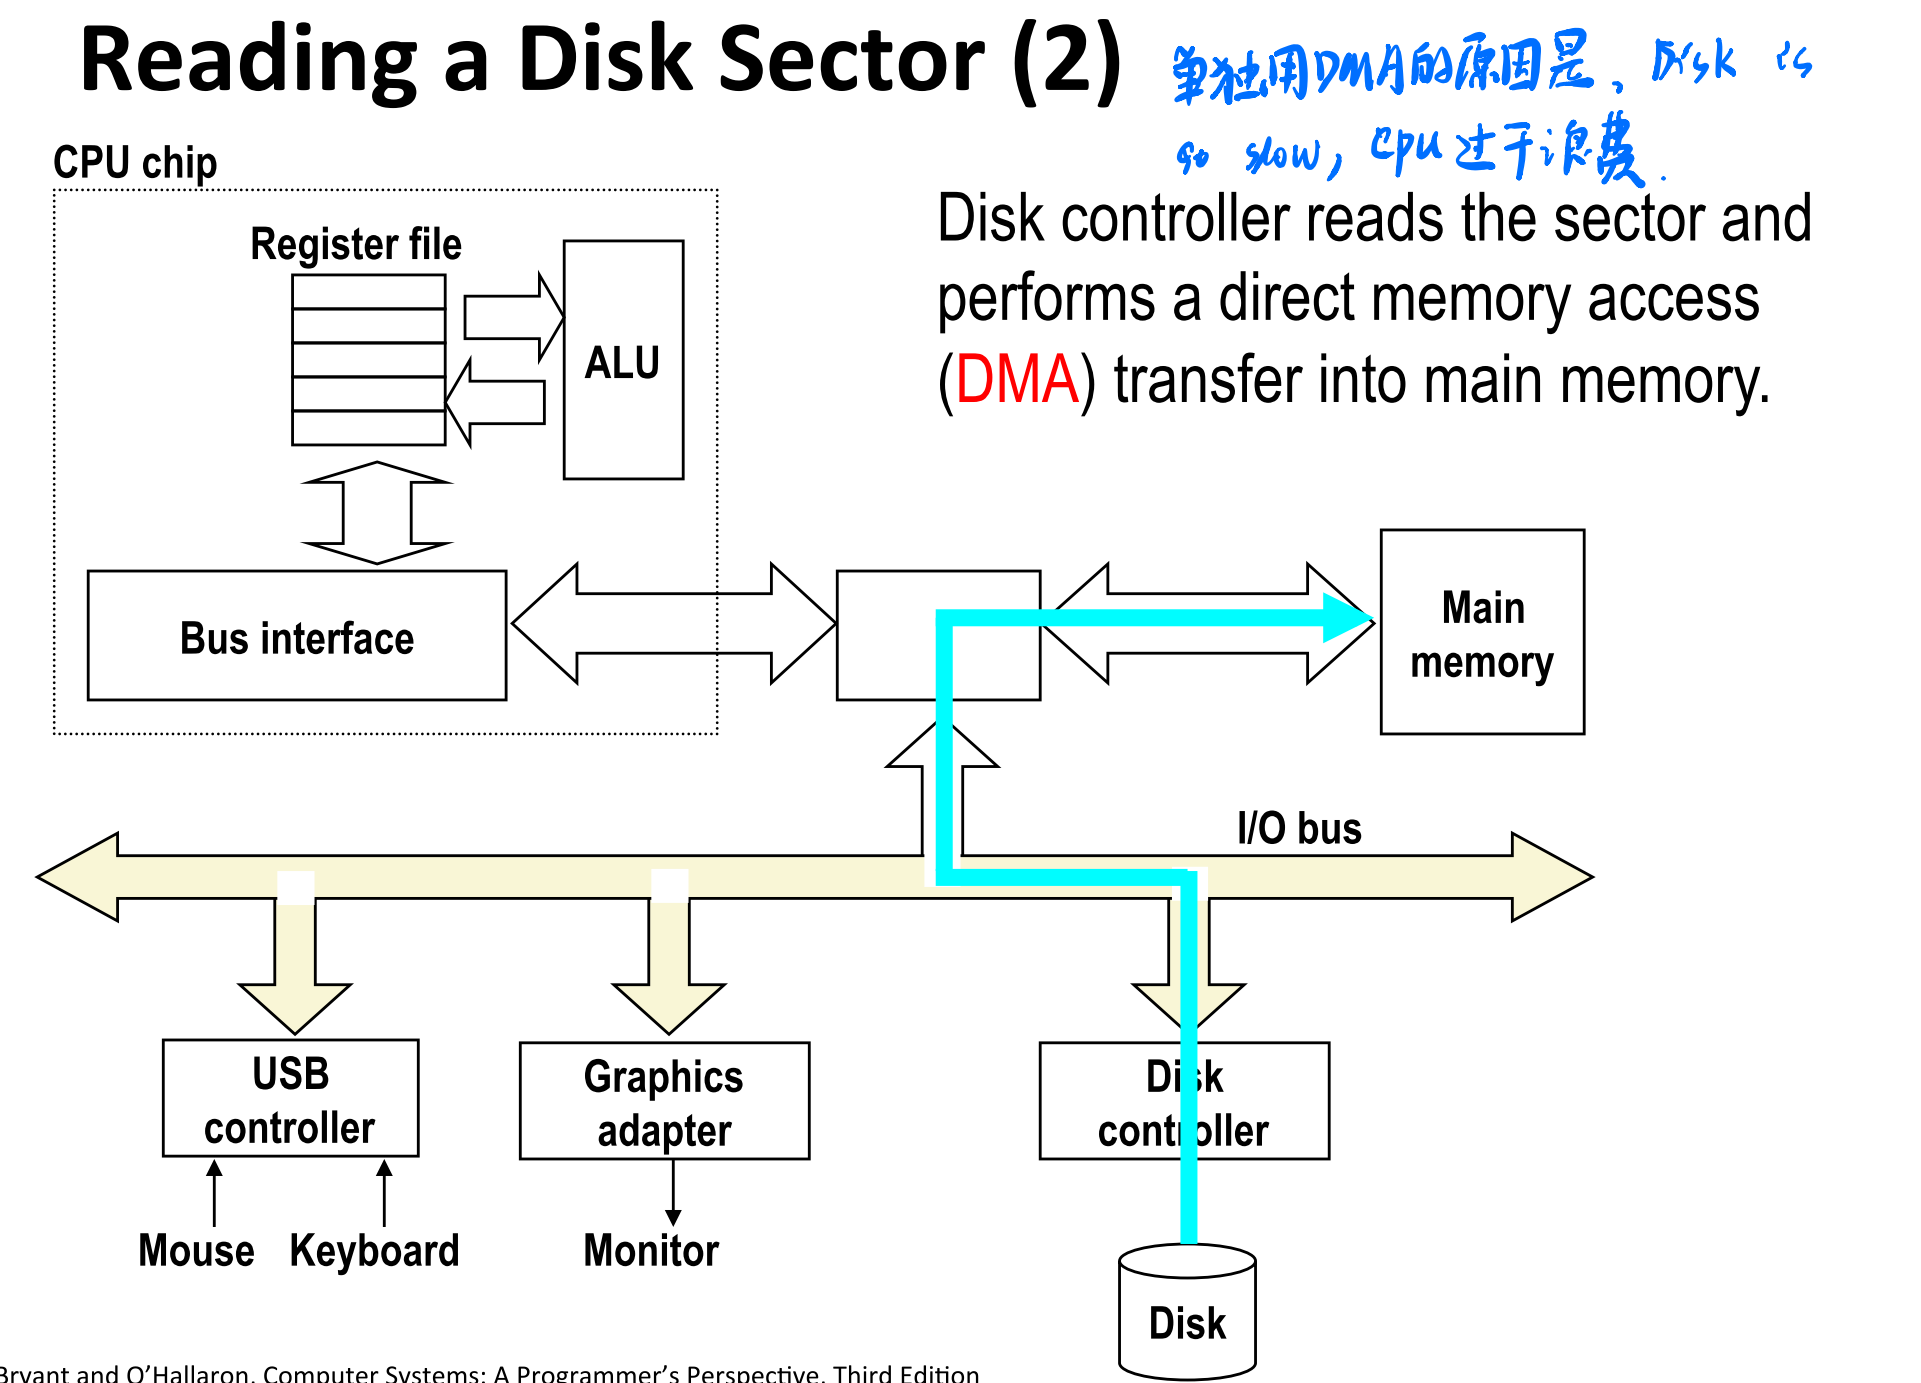 Reading a Disk Sector (2)
单独用DMA的原因是, Disk is
so slow, cpu过于浪费.
CPU chip
Disk controller reads the sector and
performs a direct memory access
(DMA) transfer into main memory.
Register file
ALU
Bus interface
Main
memory
I/O bus
USB
controller
Graphics
adapter
Disk
controller
Mouse
Keyboard
Monitor
Disk
Bryant and O'Hallaron, Computer Systems: A Programmer's Perspective, Third Edition